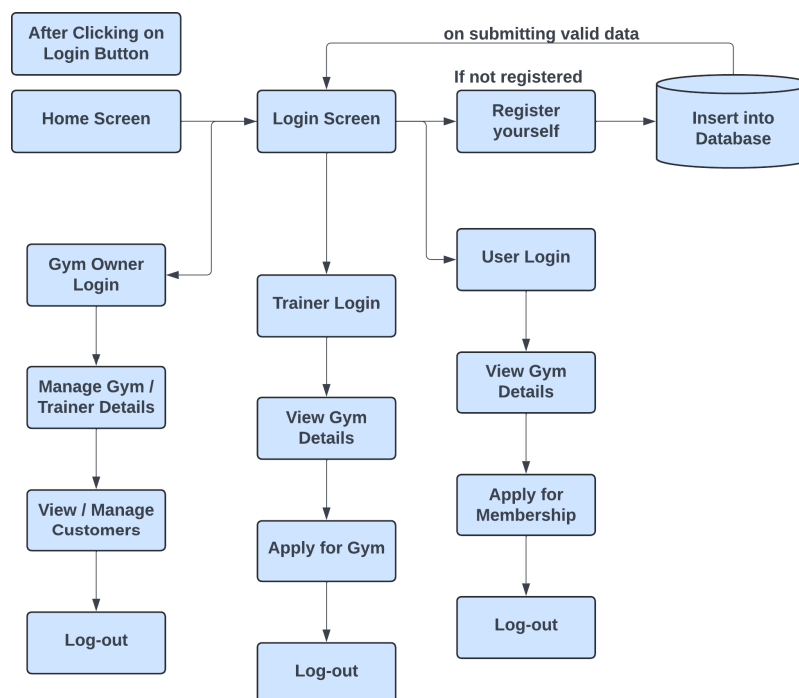 After Clicking on
Login Button
on submitting valid data
If not registered
Home Screen
Login Screen
Register
yourself
Insert into
Database
Gym Owner
Login
Trainer Login
User Login
Manage Gym /
Trainer Details
View Gym
Details
View Gym
Details
View / Manage
Customers
Apply for Gym
Apply for
Membership
Log-out
Log-out
Log-out